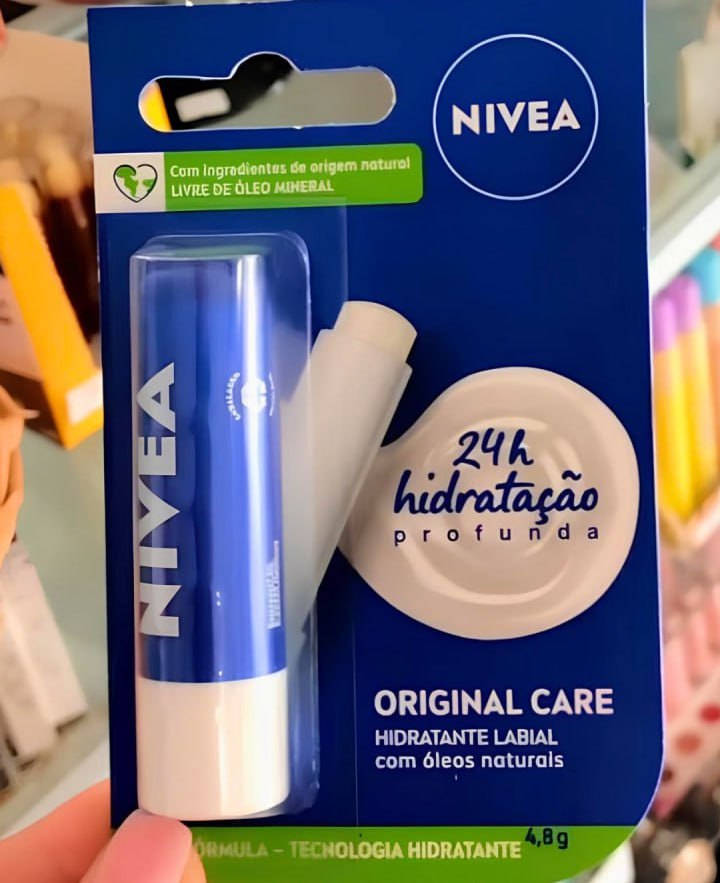 NIVEA
Com ingredientes de origem natural
LIVRE DE ÓLEO MINERAL
NIVEA
24h
hidratação
profunda
ORIGINAL CARE
HIDRATANTE LABIAL
com óleos naturais
4,8g
ÓRMULA – TECNOLOGIA HIDRATANTE